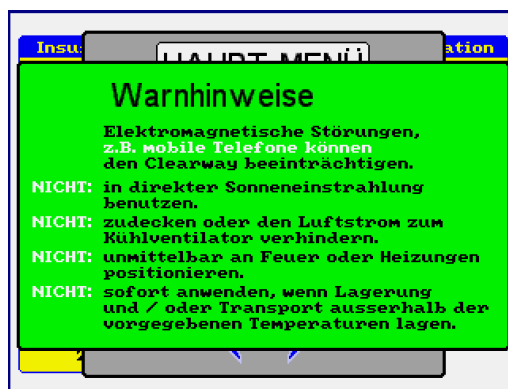 Insu
HAUPT MENÜ
ation
Warnhinweise
Elektromagnetische Störungen,
z.B. mobile Telefone können
den Clearway beeinträchtigen.
NICHT: in direkter Sonneneinstrahlung
benutzen.
NICHT: zudecken oder den Luftstrom zum
Kühlventilator verhindern.
NICHT: unmittelbar an Feuer oder Heizungen
positionieren.
NICHT: sofort anwenden, wenn Lagerung
und / oder Transport ausserhalb der
vorgegebenen Temperaturen lagen.